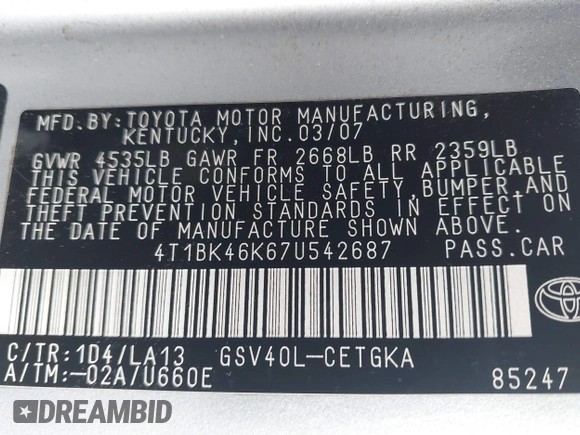 MFD.BY:TOYOTA MOTOR MANUFACTURING,
KENTUCKY,INC.03/07
GVWR 4535LB GAWR FR 2668LB RR 2359LB
THIS VEHICLE CONFORMS TO ALL APPLICABLE
FEDERAL MOTOR VEHICLE SAFETY,BUMPER,AND
THEFT PREVENTION STANDARDS IN EFFECT ON
THE DATE OF MANUFACTURE SHOWN ABOVE.
4T1BK46K67U542687 PASS.CAR
C/TR:1D4/LA13 GSV40L-CETGKA
A/TM:-02A/U660E 85247
DREAMBID